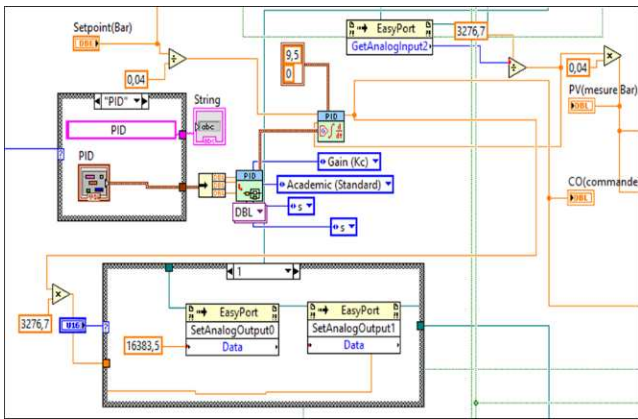 Setpoint(Bar)
DBL
0,04
EasyPort
GetAnalogInput2
3276,7
9,5
0
0,04
PV(mesure Bar)
DBL
CO(commande
DBL
"PID"
PID
String
abc
PID
PID
PID
DBL
Gain (Kc)
Academic (Standard)
s
s
1
3276,7
U16
EasyPort
SetAnalogOutput0
Data
16383,5
EasyPort
SetAnalogOutput1
Data